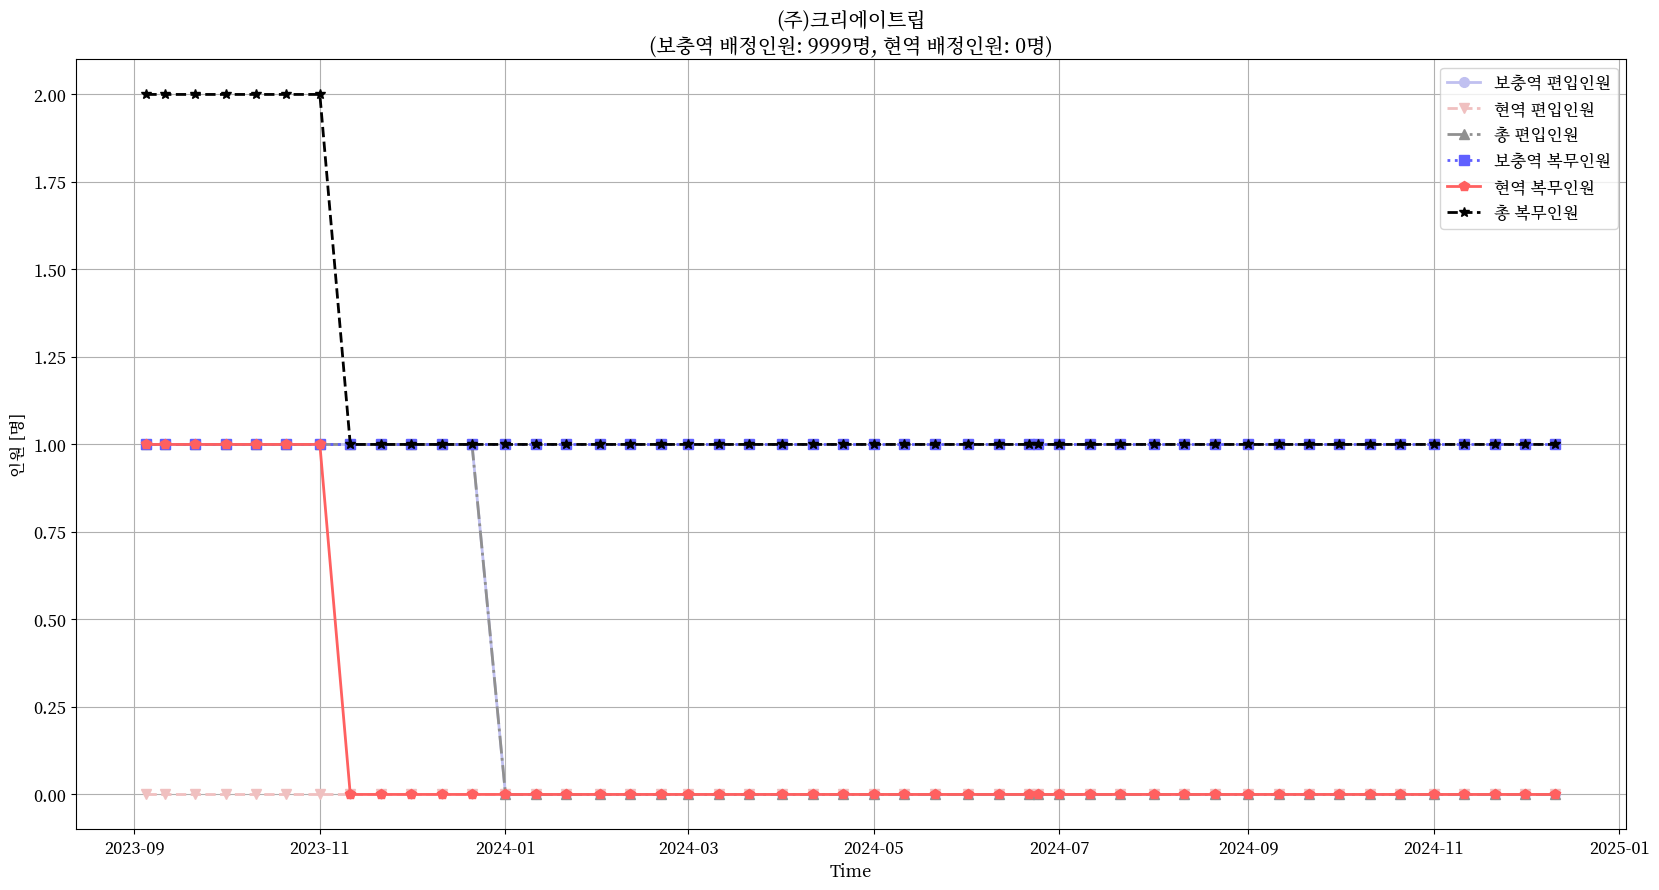 (주)크리에이트립
(보충역 배정인원: 9999명, 현역 배정인원: 0명)
보충역 편입인원
현역 편입인원
총 편입인원
보충역 복무인원
현역 복무인원
총 복무인원
인원 [명]
2.00
1.75
1.50
1.25
1.00
0.75
0.50
0.25
0.00
2023-09
2023-11
2024-01
2024-03
2024-05
2024-07
2024-09
2024-11
2025-01
Time